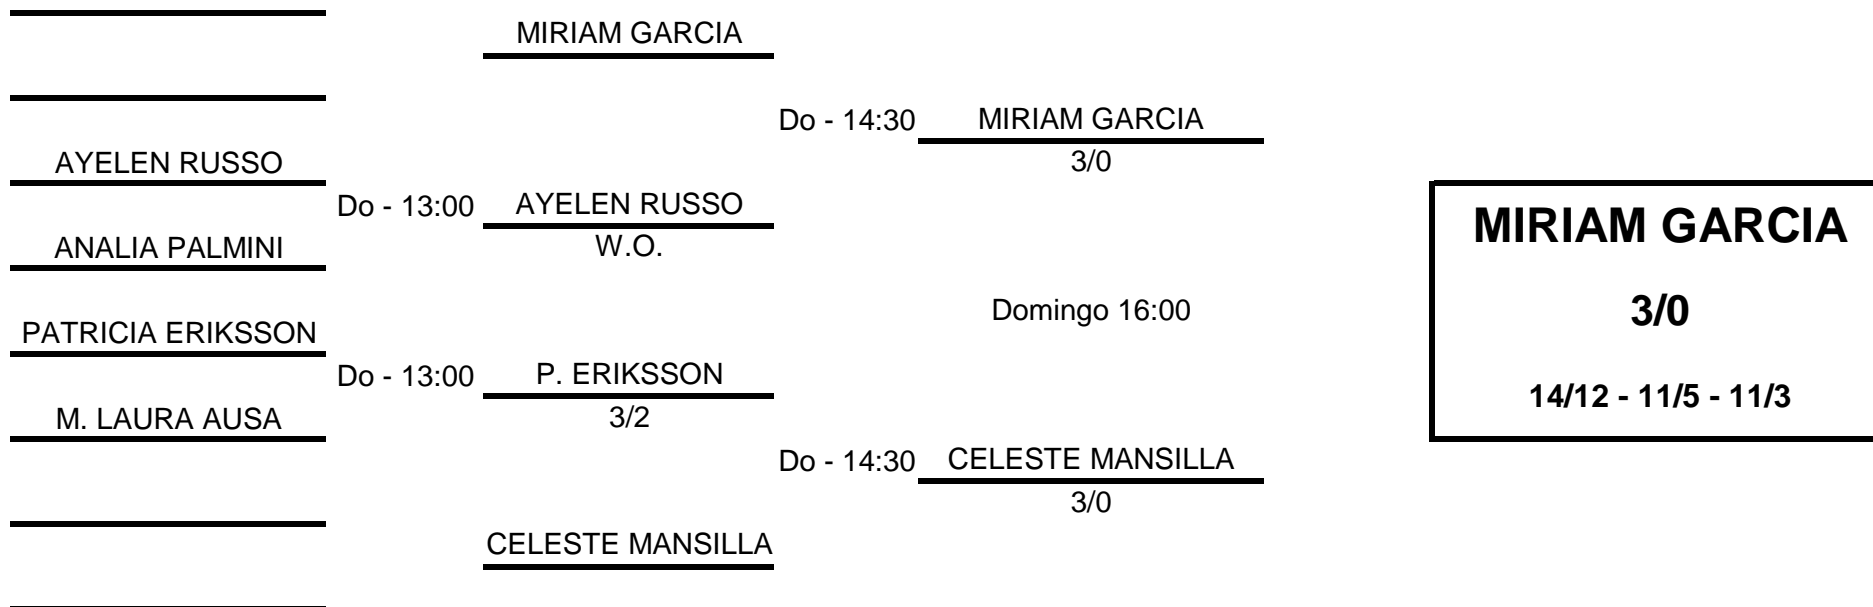 MIRIAM GARCIA
Do - 14:30 MIRIAM GARCIA
AYELEN RUSSO 3/0
Do - 13:00 AYELEN RUSSO
MIRIAM GARCIA
ANALIA PALMINI W.O.
Domingo 16:00 3/0
PATRICIA ERIKSSON
Do - 13:00 P. ERIKSSON
14/12 - 11/5 - 11/3
M. LAURA AUSA 3/2
Do - 14:30 CELESTE MANSILLA
3/0
CELESTE MANSILLA